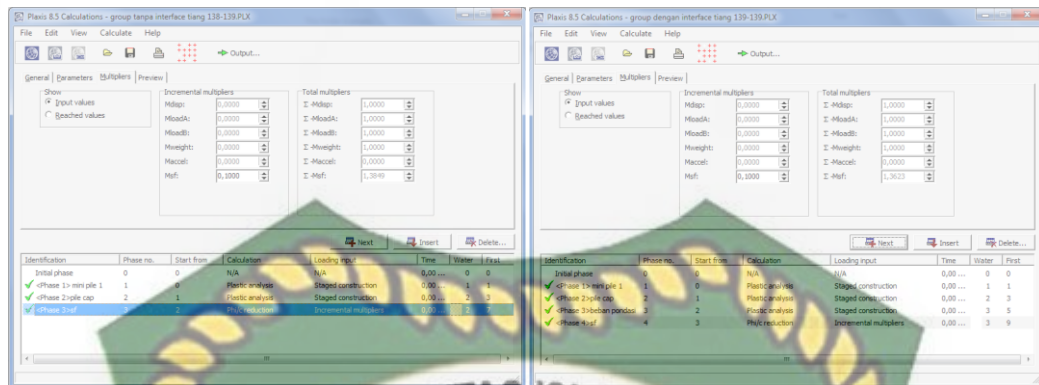 Plaxis 8.5 Calculations - group tanpa interface tiang 138-139.PLX
File Edit View Calculate Help
Output...
General Parameters Multipliers Preview
Show
Input values
Reached values
Incremental multipliers
Mdisp: 0,0000
MloadA: 0,0000
MloadB: 0,0000
Mweight: 0,0000
Maccel: 0,0000
Msf: 0,1000
Total multipliers
Σ -Mdisp: 1,0000
Σ -MloadA: 1,0000
Σ -MloadB: 1,0000
Σ -Mweight: 1,0000
Σ -Maccel: 0,0000
Σ -Msf: 1,3849
Next Insert Delete...
Identification Phase no. Start from Calculation Loading input Time Water First
Initial phase 0 0 N/A N/A 0,00 ... 0 0
<Phase 1> mini pile 1 1 0 Plastic analysis Staged construction 0,00 ... 1 1
<Phase 2>pile cap 2 1 Plastic analysis Staged construction 0,00 ... 2 3
<Phase 3>sf 3 2 Phi/c reduction Incremental multipliers 0,00 ... 2 7
Plaxis 8.5 Calculations - group dengan interface tiang 139-139.PLX
File Edit View Calculate Help
Output...
General Parameters Multipliers Preview
Show
Input values
Reached values
Incremental multipliers
Mdisp: 0,0000
MloadA: 0,0000
MloadB: 0,0000
Mweight: 0,0000
Maccel: 0,0000
Msf: 0,1000
Total multipliers
Σ -Mdisp: 1,0000
Σ -MloadA: 1,0000
Σ -MloadB: 1,0000
Σ -Mweight: 1,0000
Σ -Maccel: 0,0000
Σ -Msf: 1,3623
Next Insert Delete...
Identification Phase no. Start from Calculation Loading input Time Water First
Initial phase 0 0 N/A N/A 0,00 ... 0 0
<Phase 1> mini pile 1 1 0 Plastic analysis Staged construction 0,00 ... 1 1
<Phase 2>pile cap 2 1 Plastic analysis Staged construction 0,00 ... 2 3
<Phase 3>beban pondasi 3 2 Plastic analysis Staged construction 0,00 ... 3 5
<Phase 4>sf 4 3 Phi/c reduction Incremental multipliers 0,00 ... 3 9